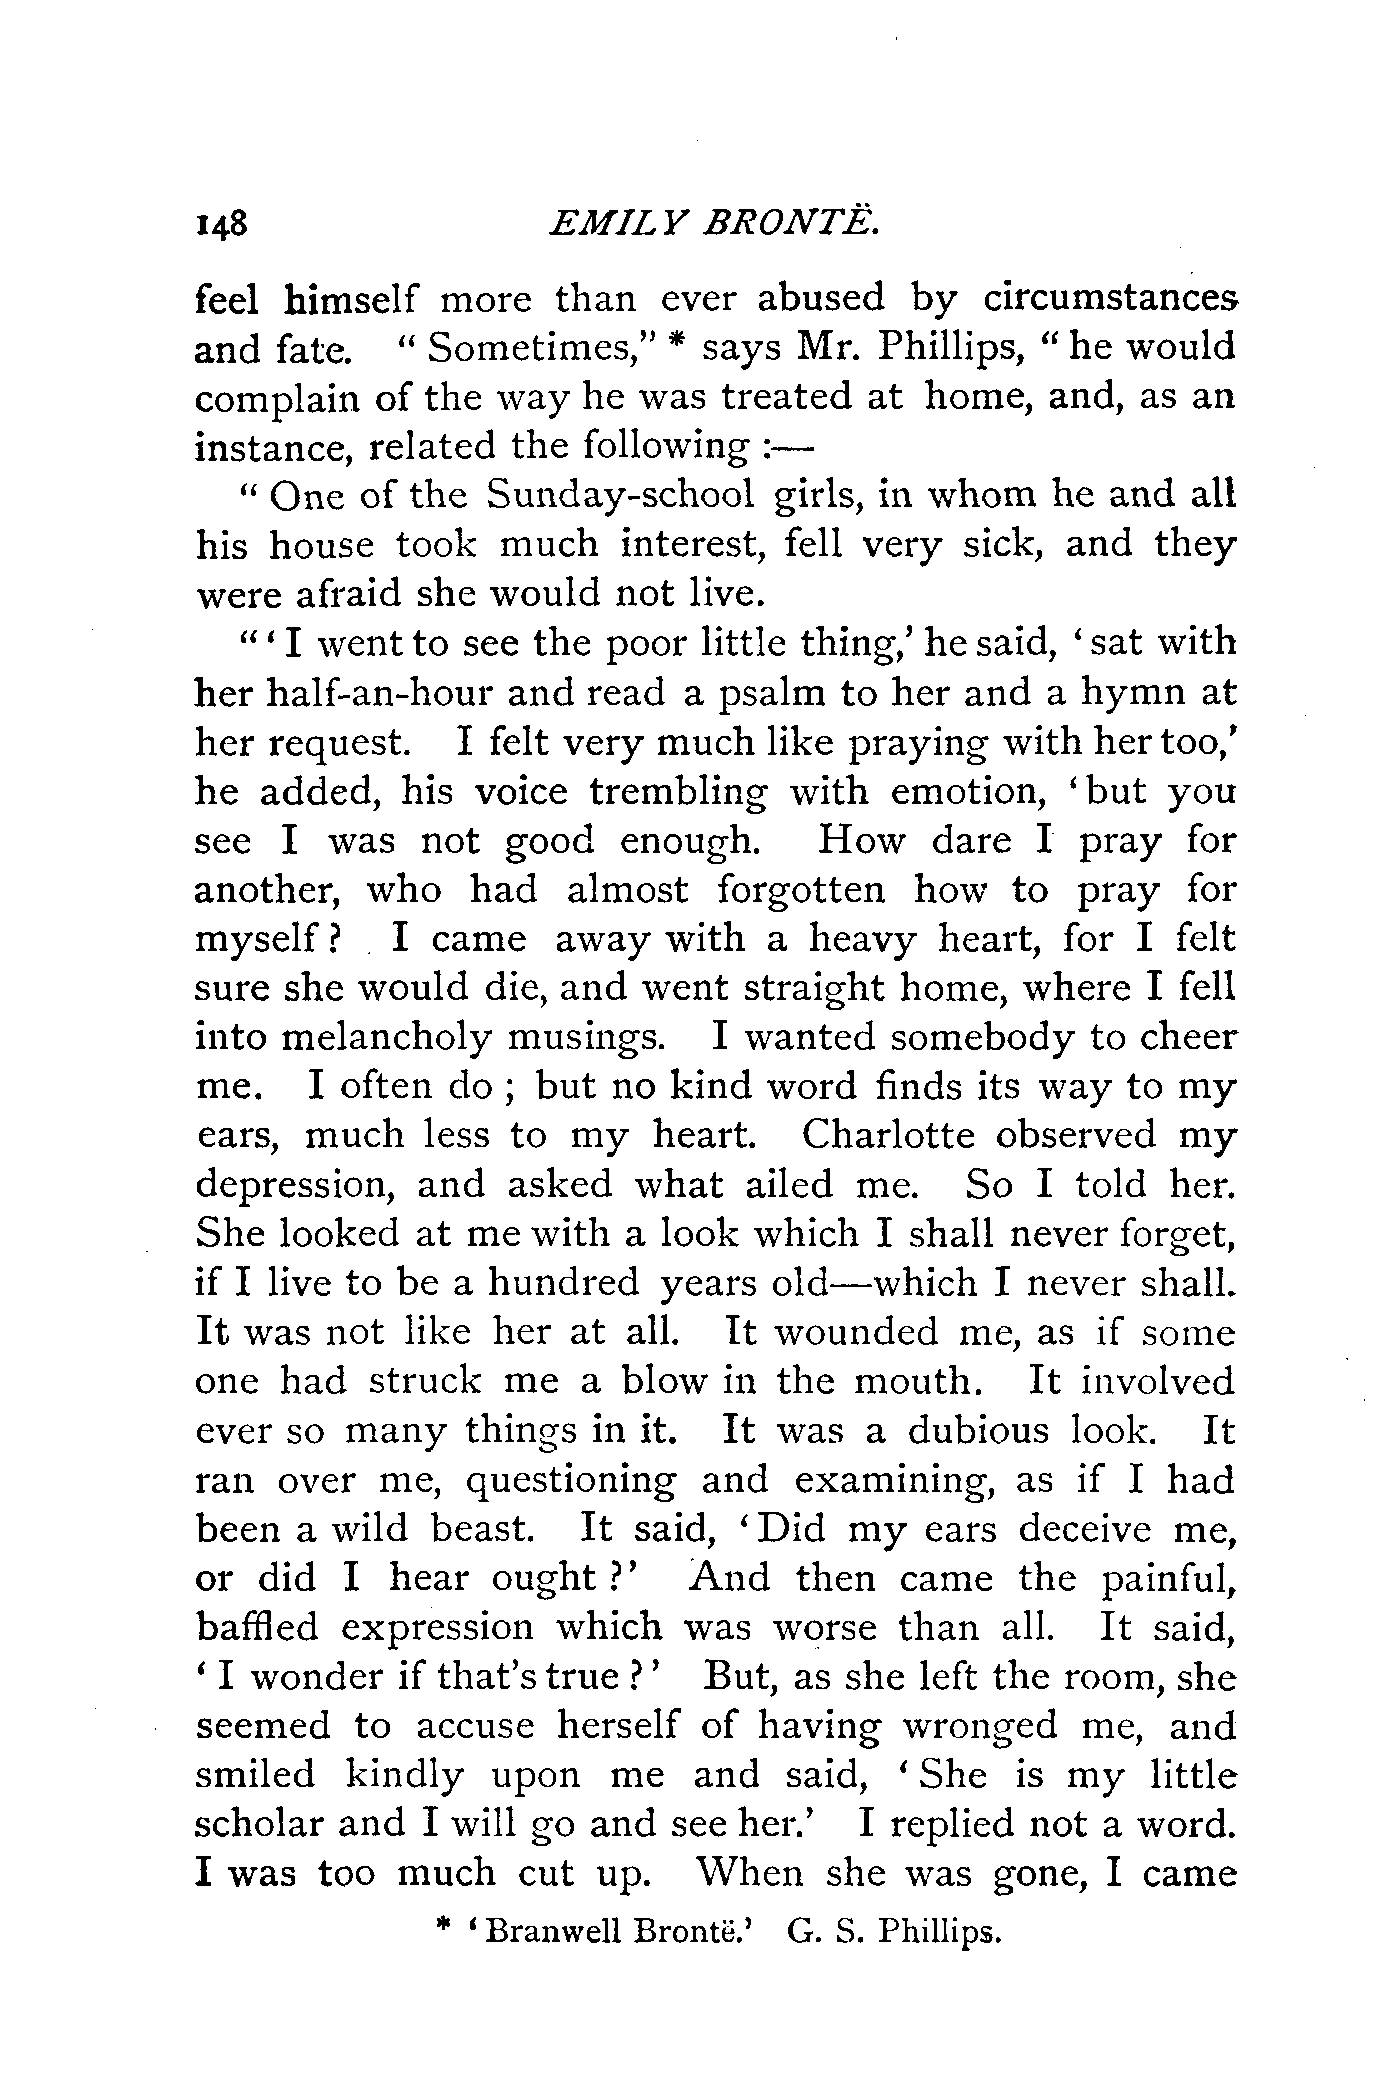 148 EMILY BRONTË.
feel himself more than ever abused by circumstances
and fate. “ Sometimes,” * says Mr. Phillips, “ he would
complain of the way he was treated at home, and, as an
instance, related the following :—
“ One of the Sunday-school girls, in whom he and all
his house took much interest, fell very sick, and they
were afraid she would not live.
“ ‘ I went to see the poor little thing,’ he said, ‘ sat with
her half-an-hour and read a psalm to her and a hymn at
her request. I felt very much like praying with her too,’
he added, his voice trembling with emotion, ‘ but you
see I was not good enough. How dare I pray for
another, who had almost forgotten how to pray for
myself ? I came away with a heavy heart, for I felt
sure she would die, and went straight home, where I fell
into melancholy musings. I wanted somebody to cheer
me. I often do ; but no kind word finds its way to my
ears, much less to my heart. Charlotte observed my
depression, and asked what ailed me. So I told her.
She looked at me with a look which I shall never forget,
if I live to be a hundred years old—which I never shall.
It was not like her at all. It wounded me, as if some
one had struck me a blow in the mouth. It involved
ever so many things in it. It was a dubious look. It
ran over me, questioning and examining, as if I had
been a wild beast. It said, ‘ Did my ears deceive me,
or did I hear ought ?’ And then came the painful,
baffled expression which was worse than all. It said,
‘ I wonder if that’s true ?’ But, as she left the room, she
seemed to accuse herself of having wronged me, and
smiled kindly upon me and said, ‘ She is my little
scholar and I will go and see her.’ I replied not a word.
I was too much cut up. When she was gone, I came
* ‘ Branwell Brontë.’ G. S. Phillips.